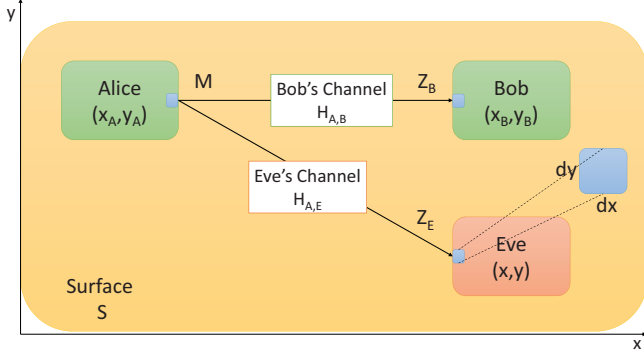 y
Alice
(x_A,y_A)
M
Bob's Channel
H_A,B
Z_B
Bob
(x_B,y_B)
Eve's Channel
H_A,E
dy
dx
Z_E
Eve
(x,y)
Surface
S
x